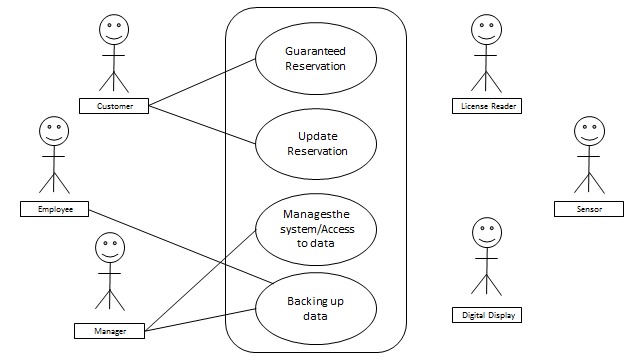 Guaranteed
Reservation
Customer
License Reader
Update
Reservation
Employee
Sensor
Managesthe
system/Access
to data
Manager
Backing up
data
Digital Display